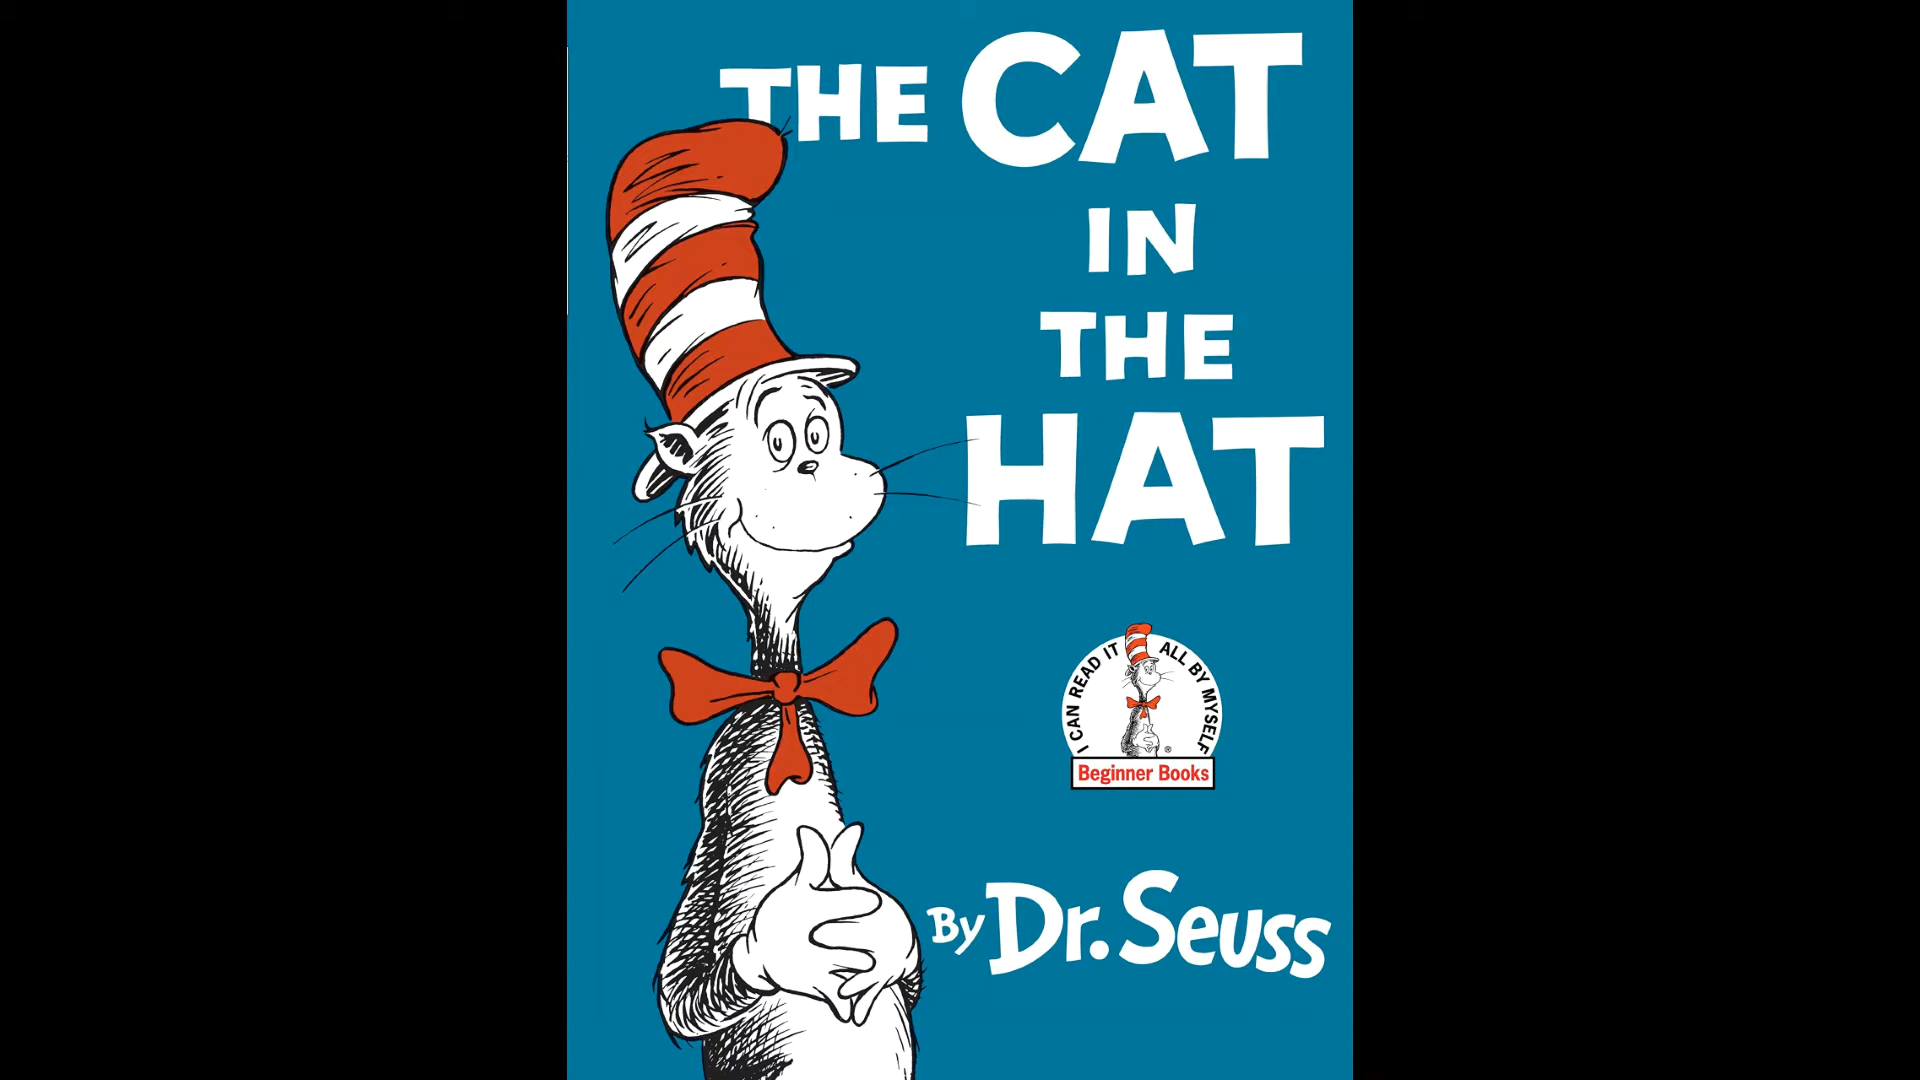 THE CAT
IN
THE
HAT
I CAN READ IT ALL BY MYSELF
®
Beginner Books
By Dr. Seuss